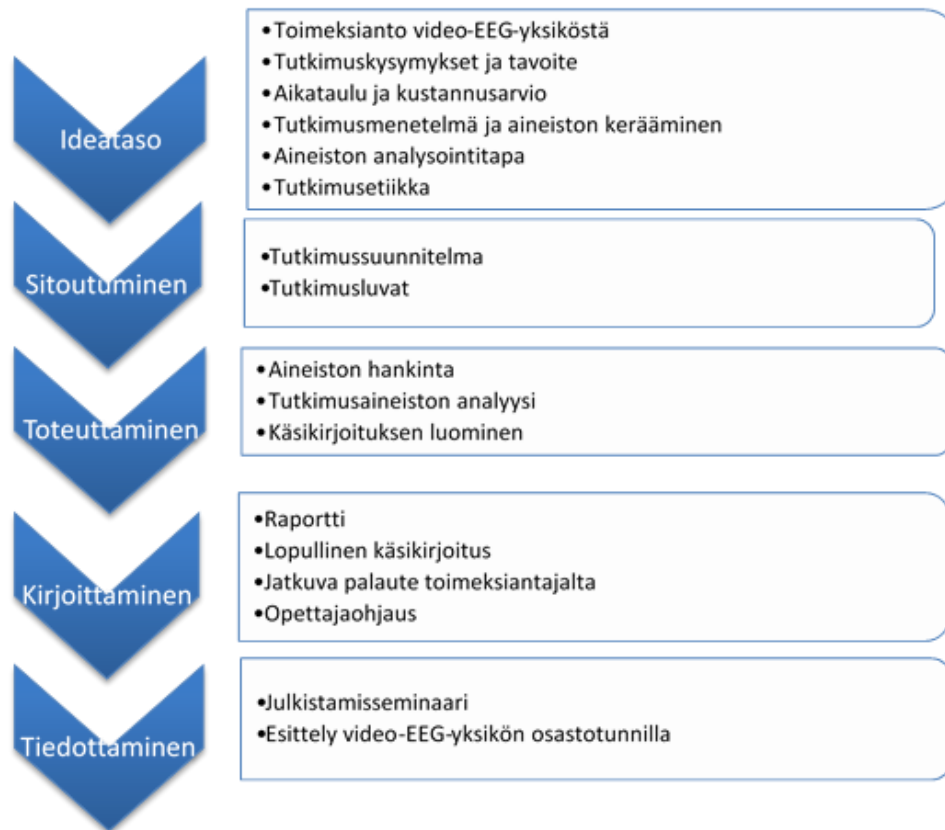 Ideataso
•Toimeksianto video-EEG-yksiköstä
•Tutkimuskysymykset ja tavoite
•Aikataulu ja kustannusarvio
•Tutkimusmenetelmä ja aineiston kerääminen
•Aineiston analysointitapa
•Tutkimusetiikka
Sitoutuminen
•Tutkimussuunnitelma
•Tutkimusluvat
Toteuttaminen
•Aineiston hankinta
•Tutkimusaineiston analyysi
•Käsikirjoituksen luominen
Kirjoittaminen
•Raportti
•Lopullinen käsikirjoitus
•Jatkuva palaute toimeksiantajalta
•Opettajaohjaus
Tiedottaminen
•Julkistamisseminaari
•Esittely video-EEG-yksikön osastotunnilla